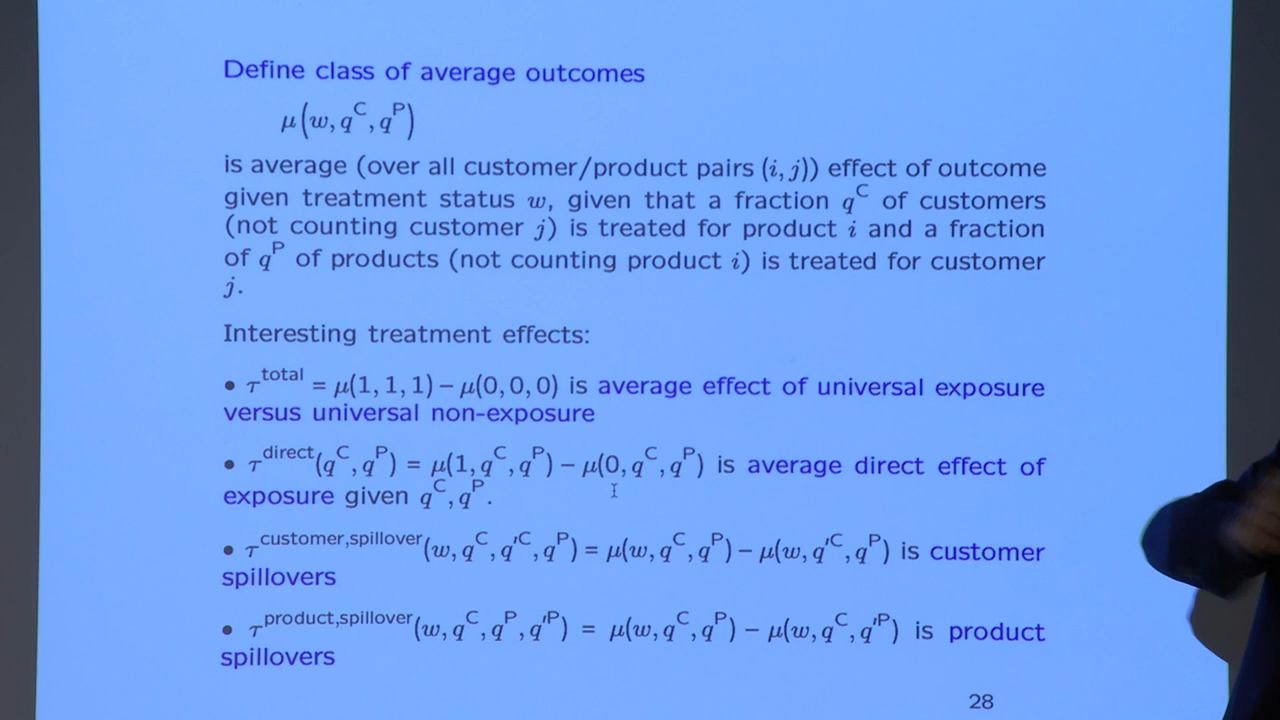 Define class of average outcomes
μ(w, q^C, q^P)
is average (over all customer/product pairs (i, j)) effect of outcome
given treatment status w, given that a fraction q^C of customers
(not counting customer j) is treated for product i and a fraction
of q^P of products (not counting product i) is treated for customer
j.
Interesting treatment effects:
• τ^total = μ(1, 1, 1) – μ(0, 0, 0) is average effect of universal exposure
versus universal non-exposure
• τ^direct(q^C, q^P) = μ(1, q^C, q^P) – μ(0, q^C, q^P) is average direct effect of
exposure given q^C, q^P.
• τ^customer,spillover(w, q^C, q'^C, q^P) = μ(w, q^C, q^P) – μ(w, q'^C, q^P) is customer
spillovers
• τ^product,spillover(w, q^C, q^P, q'^P) = μ(w, q^C, q^P) – μ(w, q^C, q'^P) is product
spillovers
28